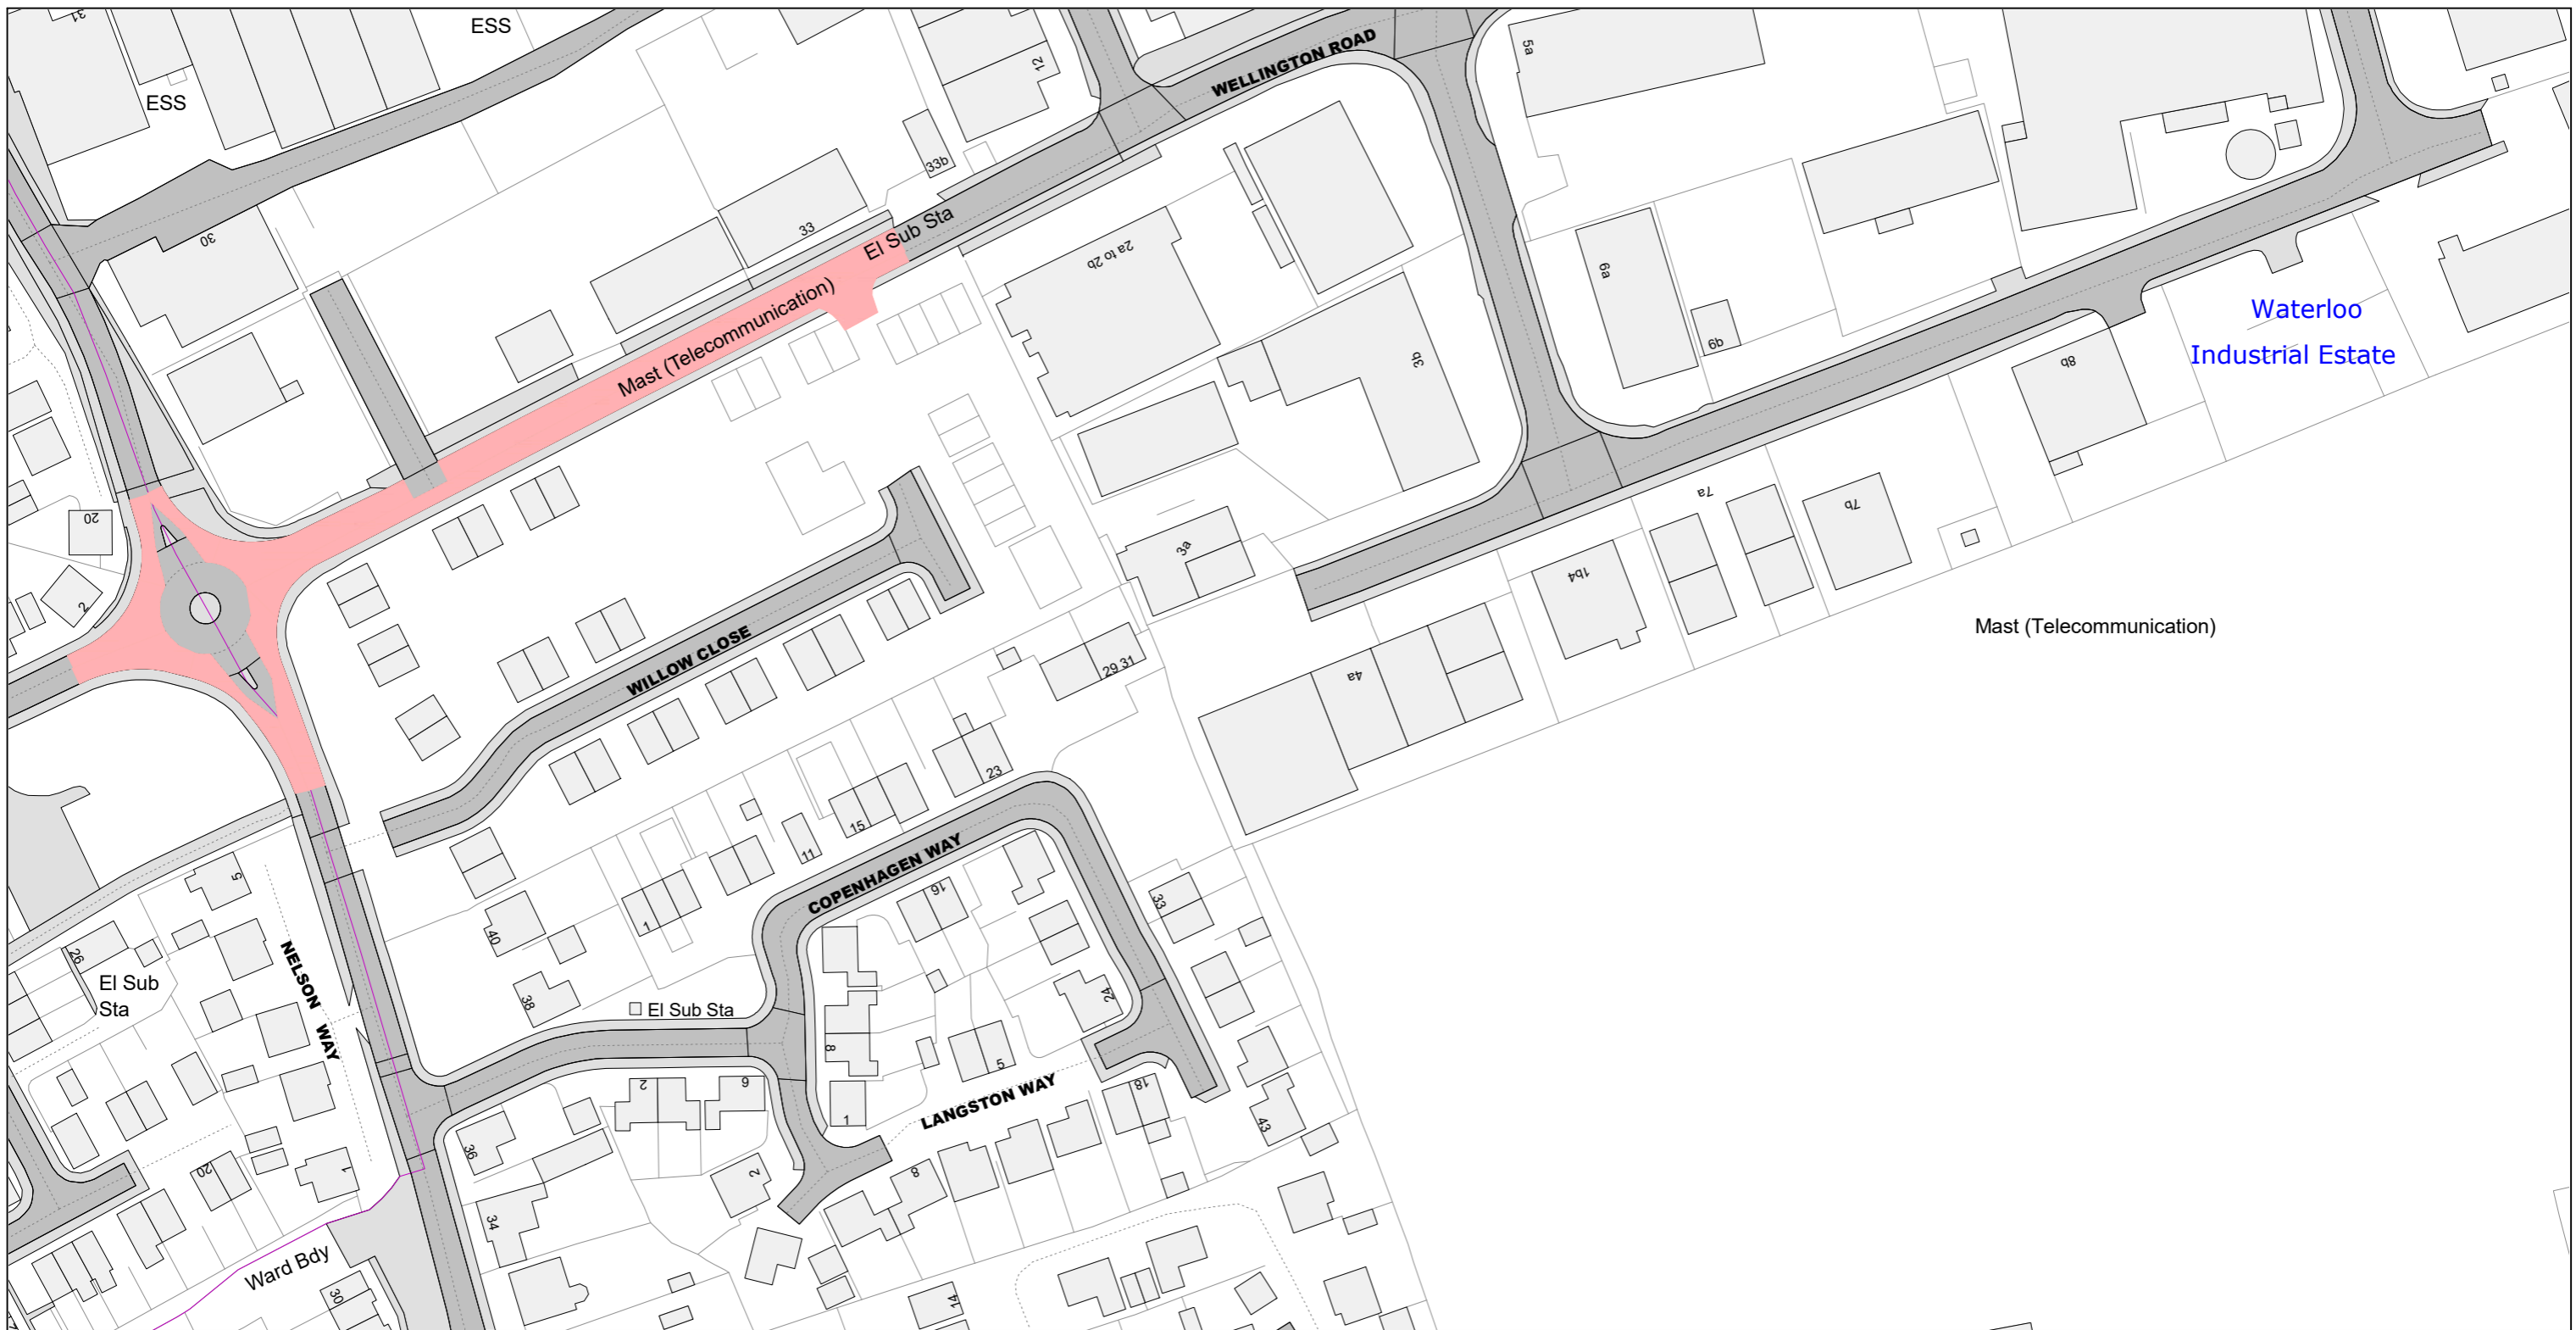 31
ESS
ESS
12
WELLINGTON ROAD
5a
33b
30
33
El Sub Sta
2a to 2b
6a
Waterloo
Industrial Estate
Mast (Telecommunication)
6b
3b
8b
7a
7b
20
3a
1b4
2
Mast (Telecommunication)
WILLOW CLOSE
29 31
4a
23
15
11
COPENHAGEN WAY
5
16
33
1
40
26
NELSON WAY
El Sub
Sta
38
El Sub Sta
24
8
5
2
6
18
LANGSTON WAY
1
43
36
20
1
2
8
34
Ward Bdy
30
14